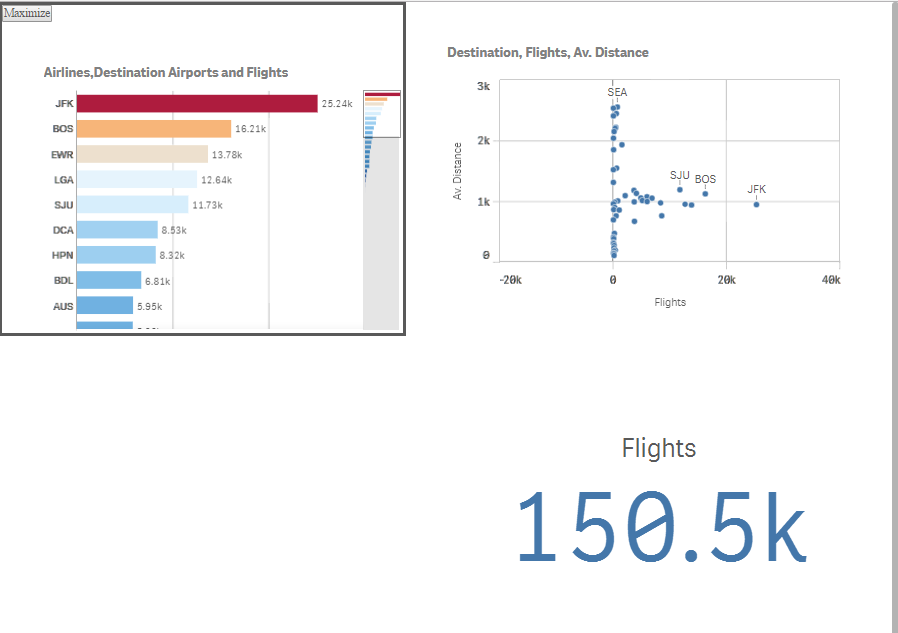 Maximize
Airlines,Destination Airports and Flights
JFK 25.24k
BOS 16.21k
EWR 13.78k
LGA 12.64k
SJU 11.73k
DCA 8.53k
HPN 8.32k
BDL 6.81k
AUS 5.95k
Destination, Flights, Av. Distance
3k
SEA
2k
Av. Distance
SJU BOS
JFK
1k
0
-20k 0 20k 40k
Flights
Flights
150.5k